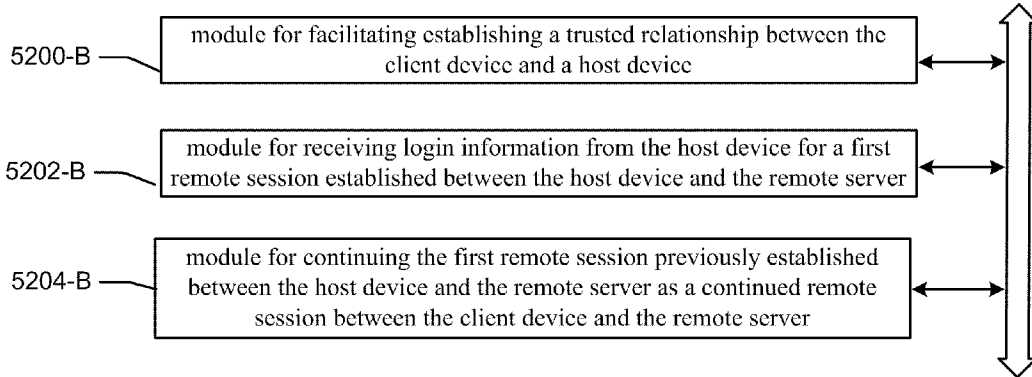 5200-B
module for facilitating establishing a trusted relationship between the
client device and a host device
5202-B
module for receiving login information from the host device for a first
remote session established between the host device and the remote server
5204-B
module for continuing the first remote session previously established
between the host device and the remote server as a continued remote
session between the client device and the remote server